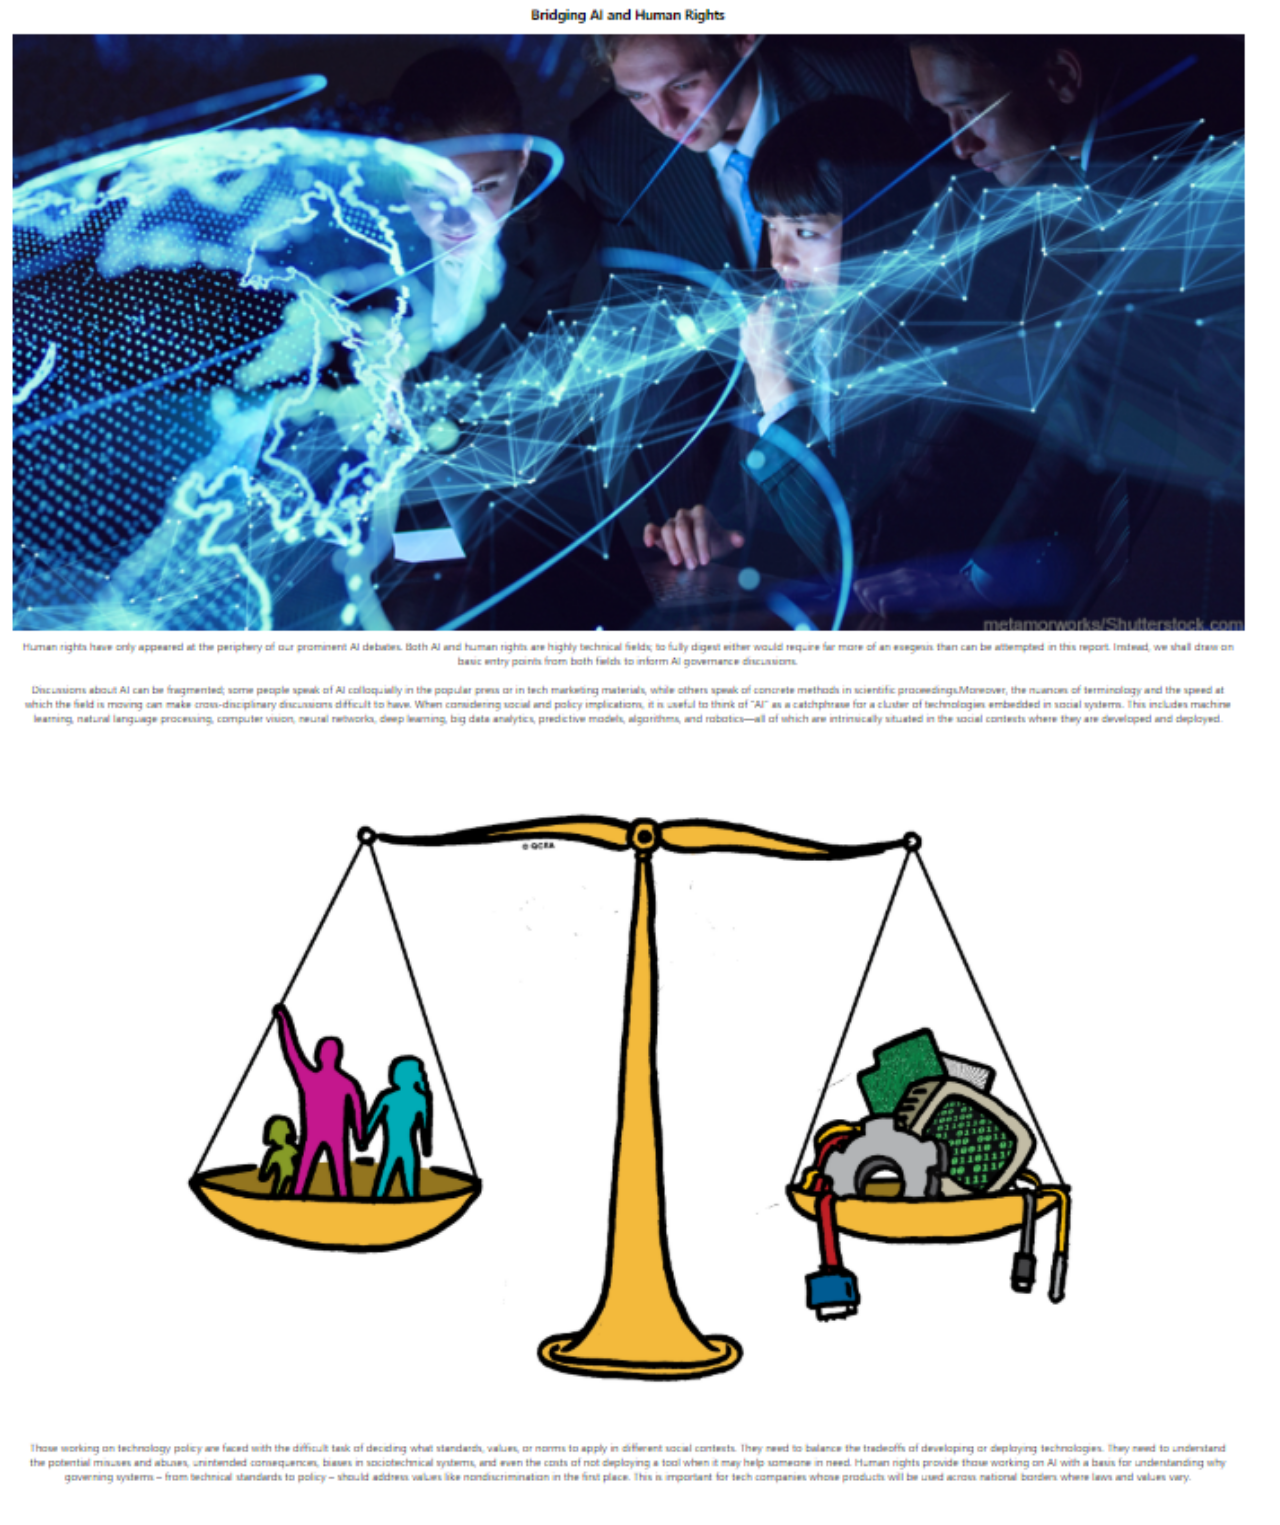 Bridging AI and Human Rights
metamorworks/Shutterstock.com
Human rights have only appeared at the periphery of our prominent AI debates. Both AI and human rights are highly technical fields; to fully digest either would require far more of an exegesis than can be attempted in this report. Instead, we shall draw on
basic entry points from both fields to inform AI governance discussions.
Discussions about AI can be fragmented; some people speak of AI colloquially in the popular press or in tech marketing materials, while others speak of concrete methods in scientific proceedings.Moreover, the nuances of terminology and the speed at
which the field is moving can make cross-disciplinary discussions difficult to have. When considering social and policy implications, it is useful to think of "AI" as a catchphrase for a cluster of technologies embedded in social systems. This includes machine
learning, natural language processing, computer vision, neural networks, deep learning, big data analytics, predictive models, algorithms, and robotics—all of which are intrinsically situated in the social contexts where they are developed and deployed.
© QCRA
Those working on technology policy are faced with the difficult task of deciding what standards, values, or norms to apply in different social contexts. They need to balance the tradeoffs of developing or deploying technologies. They need to understand
the potential misuses and abuses, unintended consequences, biases in sociotechnical systems, and even the costs of not deploying a tool when it may help someone in need. Human rights provide those working on AI with a basis for understanding why
governing systems – from technical standards to policy – should address values like nondiscrimination in the first place. This is important for tech companies whose products will be used across national borders where laws and values vary.